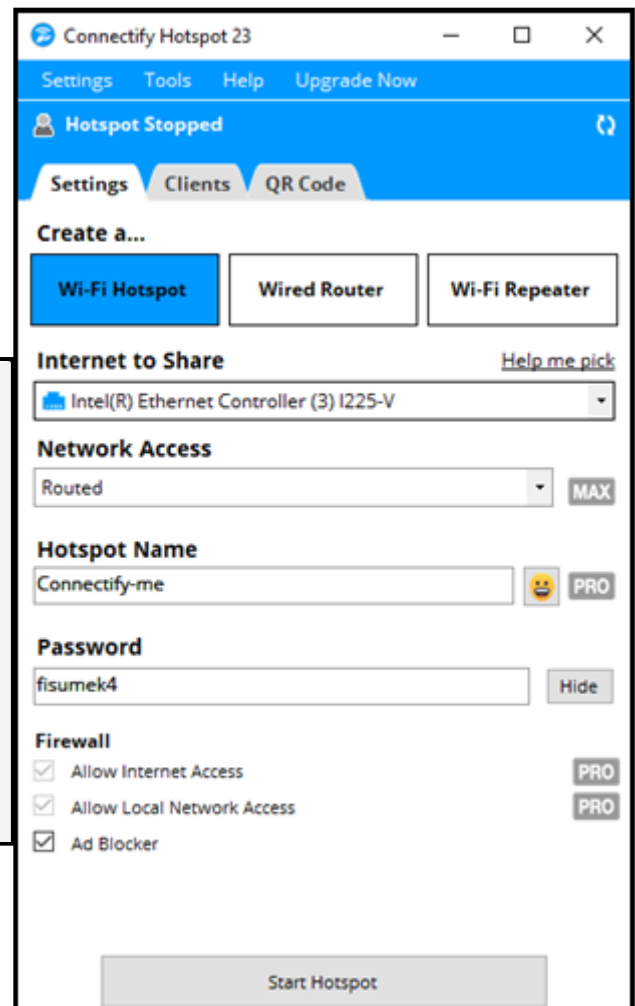 Connectify Hotspot 23
Settings Tools Help Upgrade Now
Hotspot Stopped
Settings Clients QR Code
Create a...
Wi-Fi Hotspot Wired Router Wi-Fi Repeater
Internet to Share Help me pick
Intel(R) Ethernet Controller (3) I225-V
Network Access
Routed MAX
Hotspot Name
Connectify-me PRO
Password
fisumek4 Hide
Firewall
Allow Internet Access PRO
Allow Local Network Access PRO
Ad Blocker
Start Hotspot